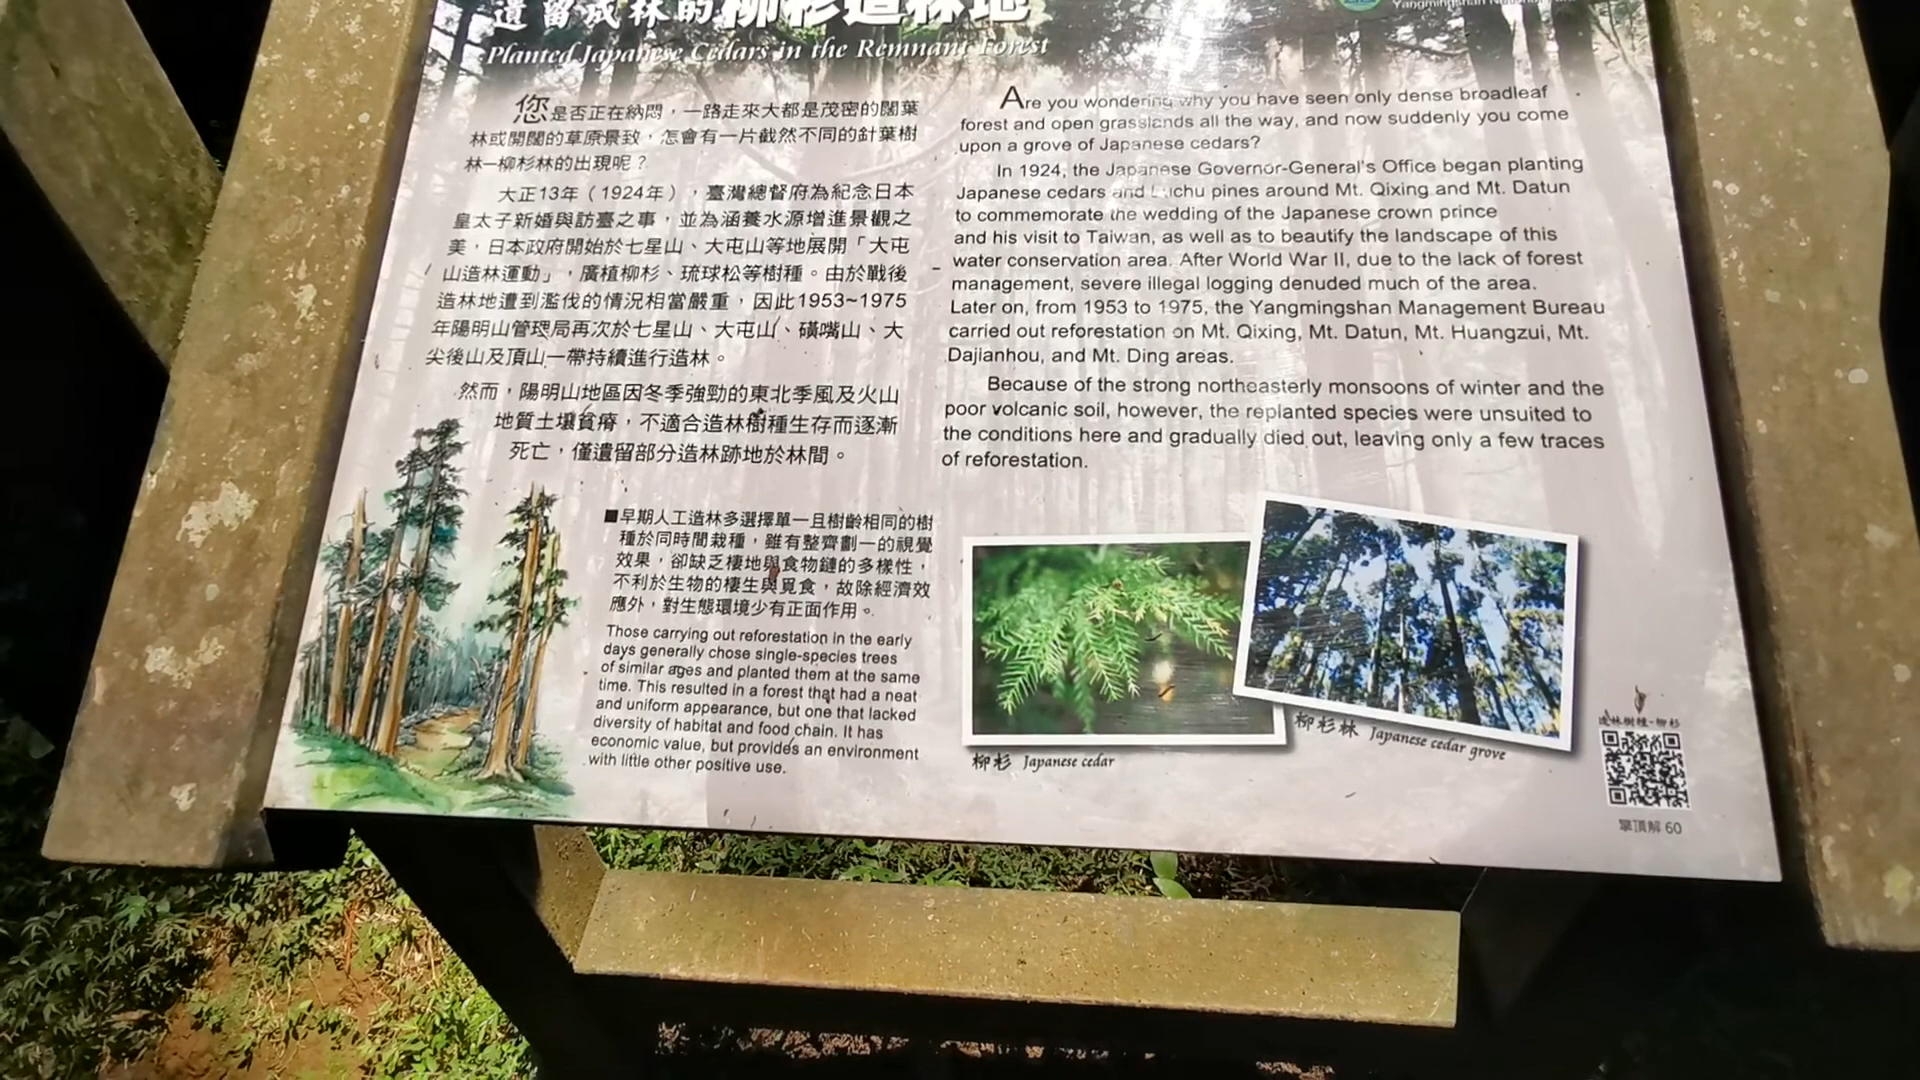 遺留成林的柳杉造林地
Planted Japanese Cedars in the Remnant Forest
您是否正在納悶,一路走來大都是茂密的闊葉
林或開闊的草原景致,怎會有一片截然不同的針葉樹
林—柳杉林的出現呢?
大正13年(1924年),臺灣總督府為紀念日本
皇太子新婚與訪臺之事,並為涵養水源增進景觀之
美,日本政府開始於七星山、大屯山等地展開「大屯
山造林運動」,廣植柳杉、琉球松等樹種。由於戰後
造林地遭到濫伐的情況相當嚴重,因此1953~1975
年陽明山管理局再次於七星山、大屯山、磺嘴山、大
尖後山及頂山一帶持續進行造林。
然而,陽明山地區因冬季強勁的東北季風及火山
地質土壤貧瘠,不適合造林樹種生存而逐漸
死亡,僅遺留部分造林跡地於林間。
Are you wondering why you have seen only dense broadleaf
forest and open grasslands all the way, and now suddenly you come
upon a grove of Japanese cedars?
In 1924, the Japanese Governor-General's Office began planting
Japanese cedars and Luchu pines around Mt. Qixing and Mt. Datun
to commemorate the wedding of the Japanese crown prince
and his visit to Taiwan, as well as to beautify the landscape of this
water conservation area. After World War II, due to the lack of forest
management, severe illegal logging denuded much of the area.
Later on, from 1953 to 1975, the Yangmingshan Management Bureau
carried out reforestation on Mt. Qixing, Mt. Datun, Mt. Huangzui, Mt.
Dajianhou, and Mt. Ding areas.
Because of the strong northeasterly monsoons of winter and the
poor volcanic soil, however, the replanted species were unsuited to
the conditions here and gradually died out, leaving only a few traces
of reforestation.
■早期人工造林多選擇單一且樹齡相同的樹
種於同時間栽種,雖有整齊劃一的視覺
效果,卻缺乏棲地與食物鏈的多樣性,
不利於生物的棲生與覓食,故除經濟效
應外,對生態環境少有正面作用。
Those carrying out reforestation in the early
days generally chose single-species trees
of similar ages and planted them at the same
time. This resulted in a forest that had a neat
and uniform appearance, but one that lacked
diversity of habitat and food chain. It has
economic value, but provides an environment
with little other positive use.
柳杉 Japanese cedar
柳杉林 Japanese cedar grove
造林樹種-柳杉
擎頂解 60